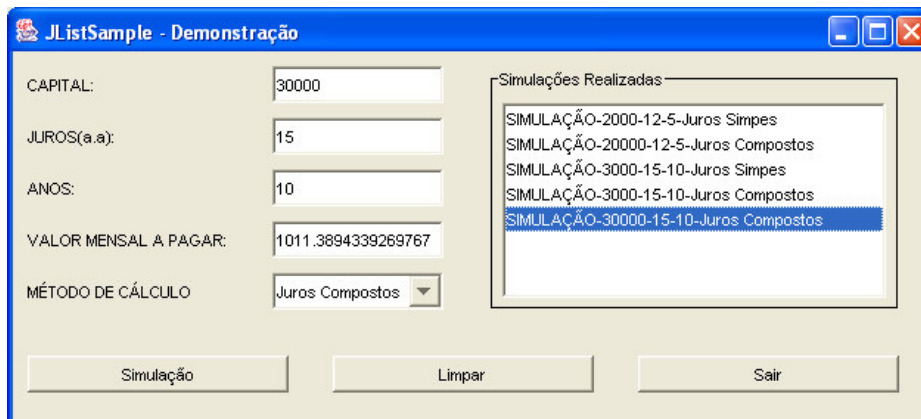 JListSample - Demonstração
CAPITAL:
30000
JUROS(a.a):
15
ANOS:
10
VALOR MENSAL A PAGAR:
1011.3894339269767
MÉTODO DE CÁLCULO
Juros Compostos
Simulações Realizadas
SIMULAÇÃO-2000-12-5-Juros Simpes
SIMULAÇÃO-20000-12-5-Juros Compostos
SIMULAÇÃO-3000-15-10-Juros Simpes
SIMULAÇÃO-3000-15-10-Juros Compostos
SIMULAÇÃO-30000-15-10-Juros Compostos
Simulação
Limpar
Sair